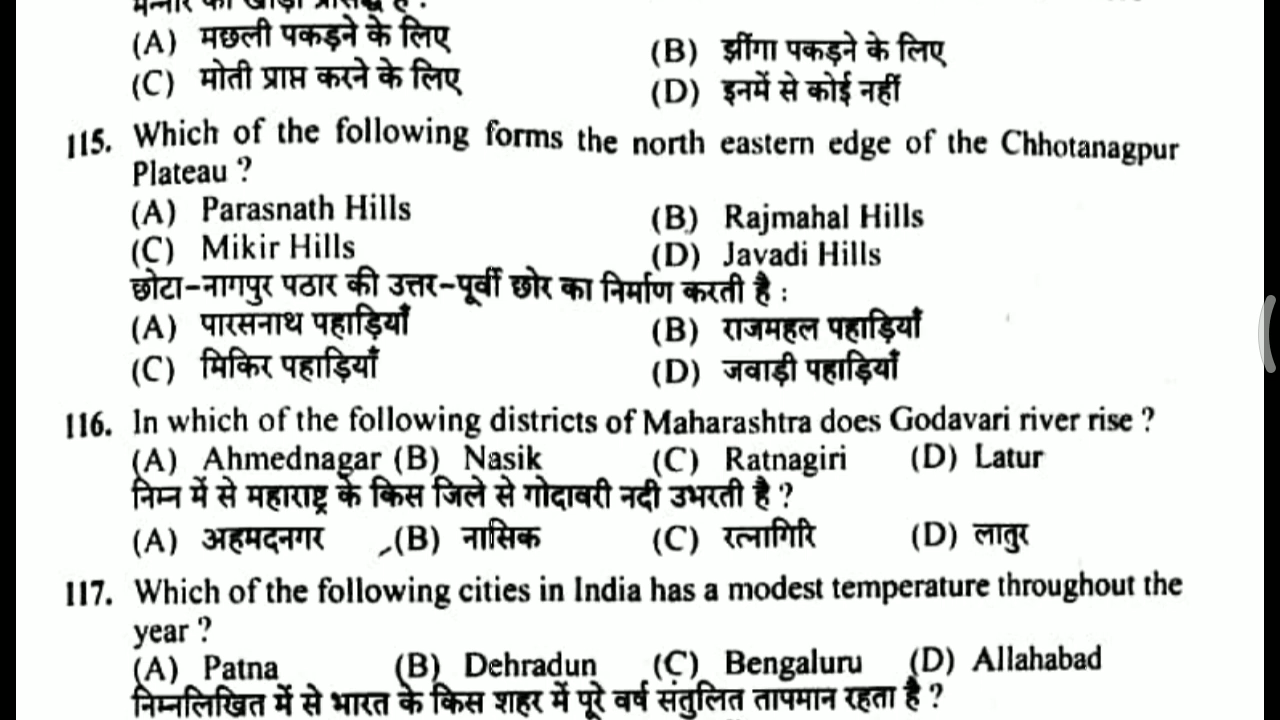 (A) मछली पकड़ने के लिए (B) झींगा पकड़ने के लिए
(C) मोती प्राप्त करने के लिए (D) इनमें से कोई नहीं
115. Which of the following forms the north eastern edge of the Chhotanagpur
Plateau ?
(A) Parasnath Hills (B) Rajmahal Hills
(C) Mikir Hills (D) Javadi Hills
छोटा-नागपुर पठार की उत्तर-पूर्वी छोर का निर्माण करती है :
(A) पारसनाथ पहाड़ियाँ (B) राजमहल पहाड़ियाँ
(C) मिकिर पहाड़ियाँ (D) जवाड़ी पहाड़ियाँ
116. In which of the following districts of Maharashtra does Godavari river rise ?
(A) Ahmednagar (B) Nasik (C) Ratnagiri (D) Latur
निम्न में से महाराष्ट्र के किस जिले से गोदावरी नदी उभरती है ?
(A) अहमदनगर (B) नासिक (C) रत्नागिरि (D) लातुर
117. Which of the following cities in India has a modest temperature throughout the
year ?
(A) Patna (B) Dehradun (C) Bengaluru (D) Allahabad
निम्नलिखित में से भारत के किस शहर में पूरे वर्ष संतुलित तापमान रहता है ?